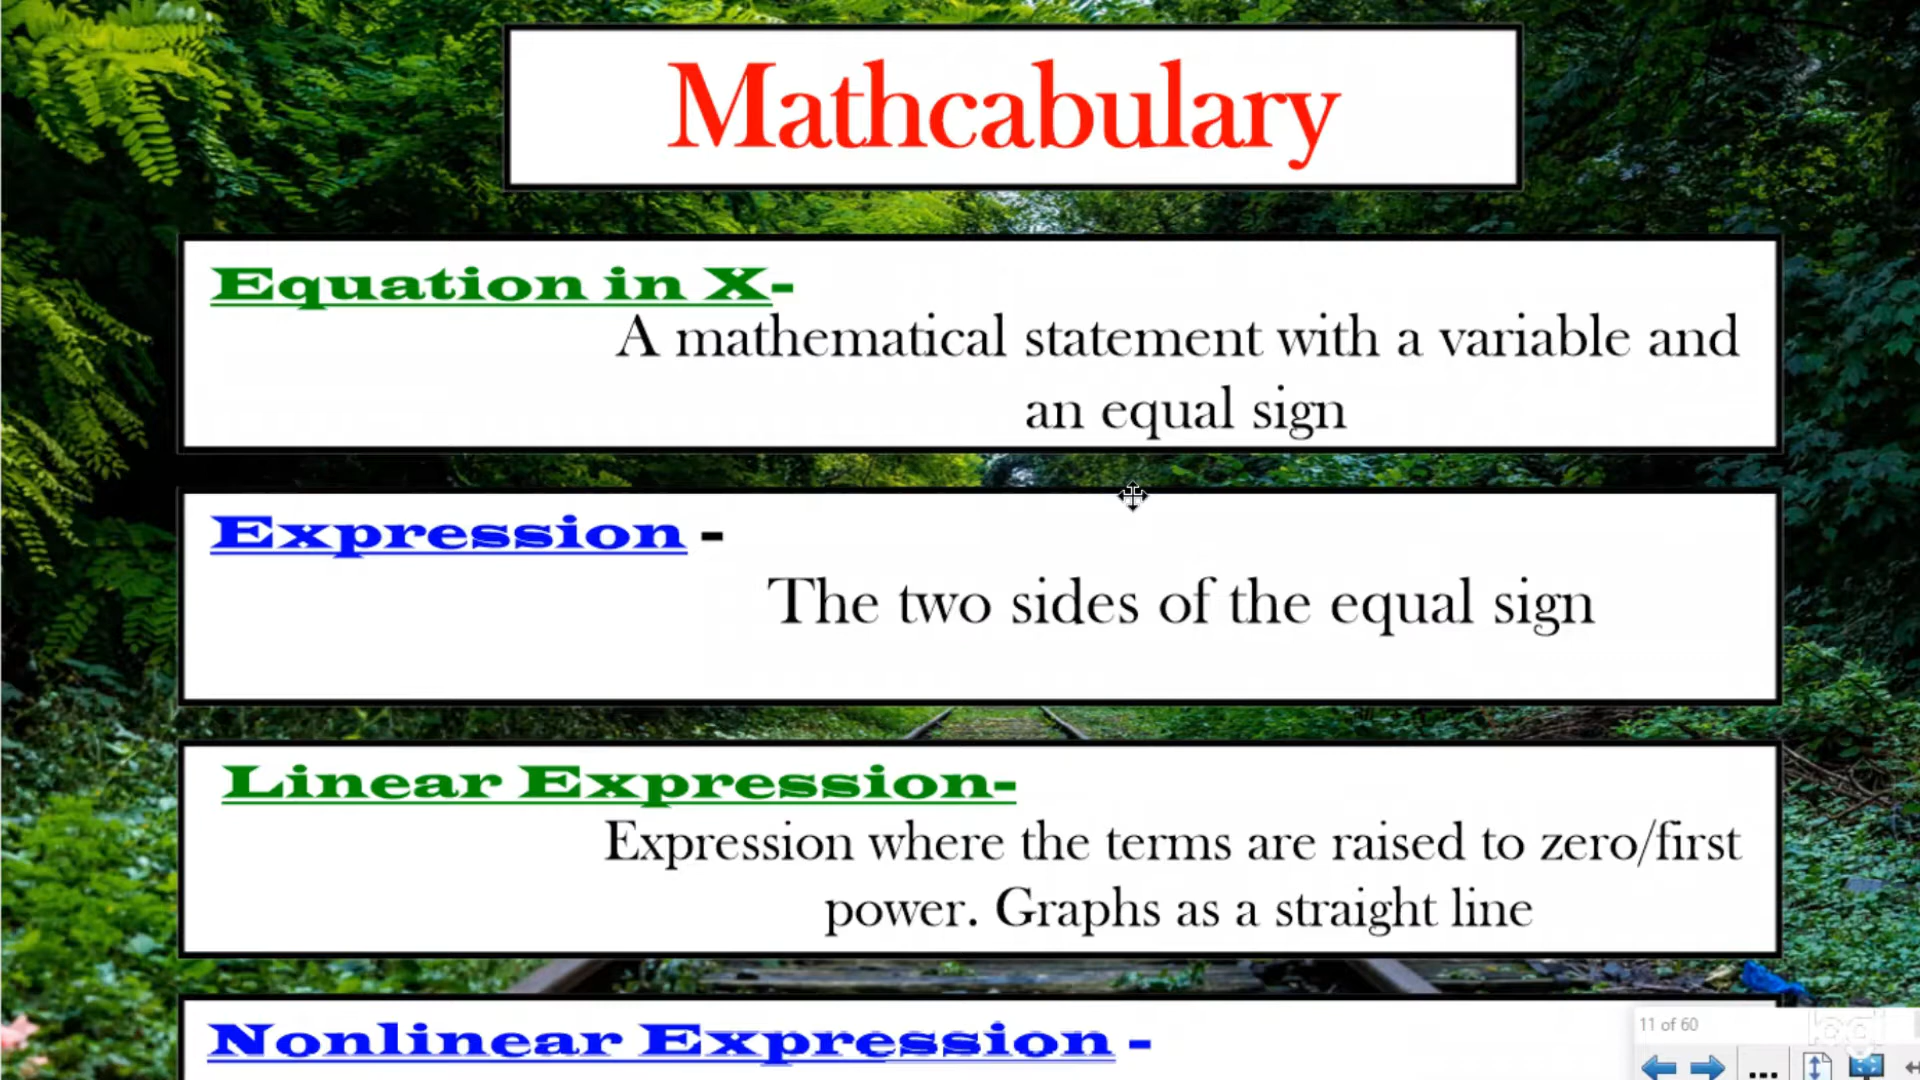 Mathcabulary
Equation in X-
A mathematical statement with a variable and
an equal sign
Expression -
The two sides of the equal sign
Linear Expression-
Expression where the terms are raised to zero/first
power. Graphs as a straight line
Nonlinear Expression -
11 of 60